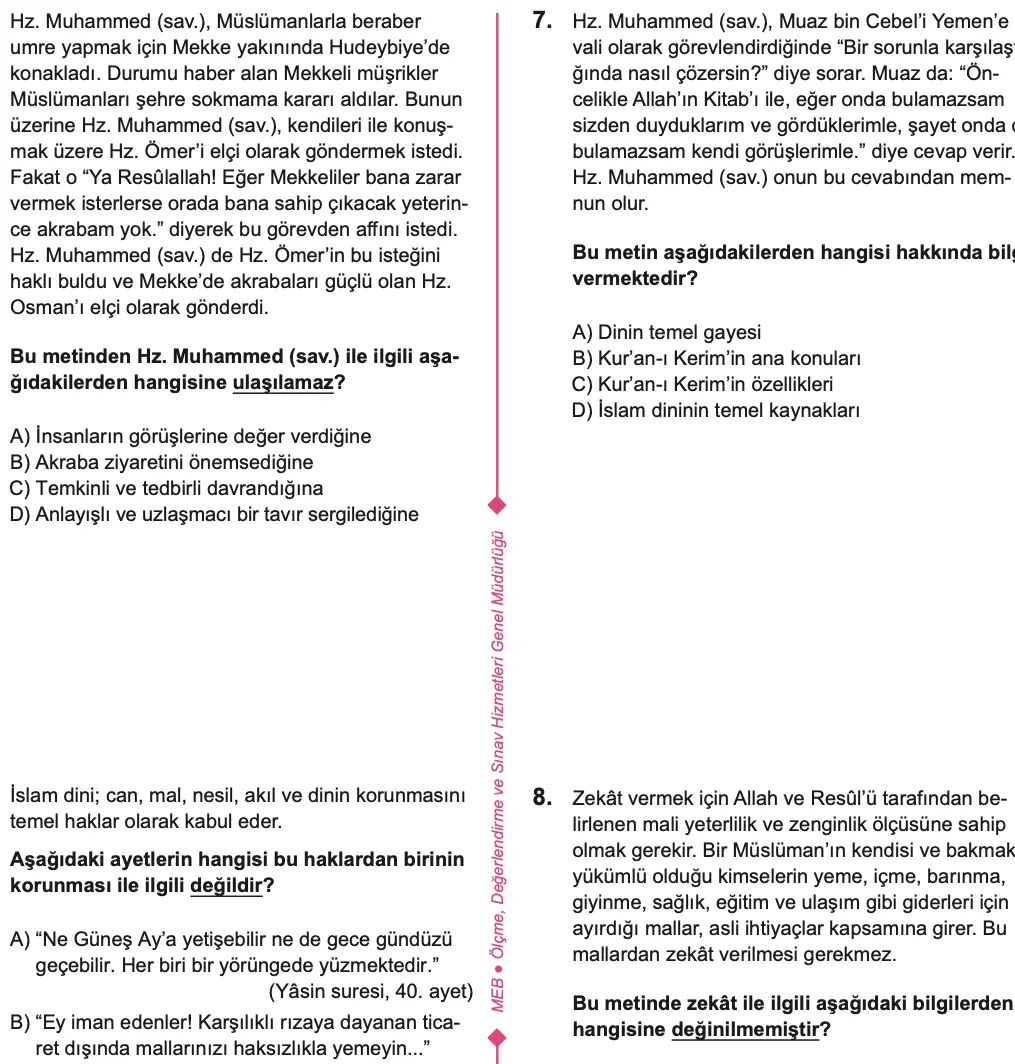 Hz. Muhammed (sav.), Müslümanlarla beraber
umre yapmak için Mekke yakınında Hudeybiye’de
konakladı. Durumu haber alan Mekkeli müşrikler
Müslümanları şehre sokmama kararı aldılar. Bunun
üzerine Hz. Muhammed (sav.), kendileri ile konuş-
mak üzere Hz. Ömer’i elçi olarak göndermek istedi.
Fakat o “Ya Resûlallah! Eğer Mekkeliler bana zarar
vermek isterlerse orada bana sahip çıkacak yeterin-
ce akrabam yok.” diyerek bu görevden affını istedi.
Hz. Muhammed (sav.) de Hz. Ömer’in bu isteğini
haklı buldu ve Mekke’de akrabaları güçlü olan Hz.
Osman’ı elçi olarak gönderdi.
Bu metinden Hz. Muhammed (sav.) ile ilgili aşa-
ğıdakilerden hangisine ulaşılamaz?
A) İnsanların görüşlerine değer verdiğine
B) Akraba ziyaretini önemsediğine
C) Temkinli ve tedbirli davrandığına
D) Anlayışlı ve uzlaşmacı bir tavır sergilediğine
İslam dini; can, mal, nesil, akıl ve dinin korunmasını
temel haklar olarak kabul eder.
Aşağıdaki ayetlerin hangisi bu haklardan birinin
korunması ile ilgili değildir?
A) “Ne Güneş Ay’a yetişebilir ne de gece gündüzü
geçebilir. Her biri bir yörüngede yüzmektedir.”
(Yâsin suresi, 40. ayet)
B) “Ey iman edenler! Karşılıklı rızaya dayanan tica-
ret dışında mallarınızı haksızlıkla yemeyin...”
MEB ● Ölçme, Değerlendirme ve Sınav Hizmetleri Genel Müdürlüğü
7. Hz. Muhammed (sav.), Muaz bin Cebel’i Yemen’e
vali olarak görevlendirdiğinde “Bir sorunla karşılaş
ğında nasıl çözersin?” diye sorar. Muaz da: “Ön-
celikle Allah’ın Kitab’ı ile, eğer onda bulamazsam
sizden duyduklarım ve gördüklerimle, şayet onda
bulamazsam kendi görüşlerimle.” diye cevap verir.
Hz. Muhammed (sav.) onun bu cevabından mem-
nun olur.
Bu metin aşağıdakilerden hangisi hakkında bilg
vermektedir?
A) Dinin temel gayesi
B) Kur’an-ı Kerim’in ana konuları
C) Kur’an-ı Kerim’in özellikleri
D) İslam dininin temel kaynakları
8. Zekât vermek için Allah ve Resûl’ü tarafından be-
lirlenen mali yeterlilik ve zenginlik ölçüsüne sahip
olmak gerekir. Bir Müslüman’ın kendisi ve bakmak
yükümlü olduğu kimselerin yeme, içme, barınma,
giyinme, sağlık, eğitim ve ulaşım gibi giderleri için
ayırdığı mallar, asli ihtiyaçlar kapsamına girer. Bu
mallardan zekât verilmesi gerekmez.
Bu metinde zekât ile ilgili aşağıdaki bilgilerden
hangisine değinilmemiştir?